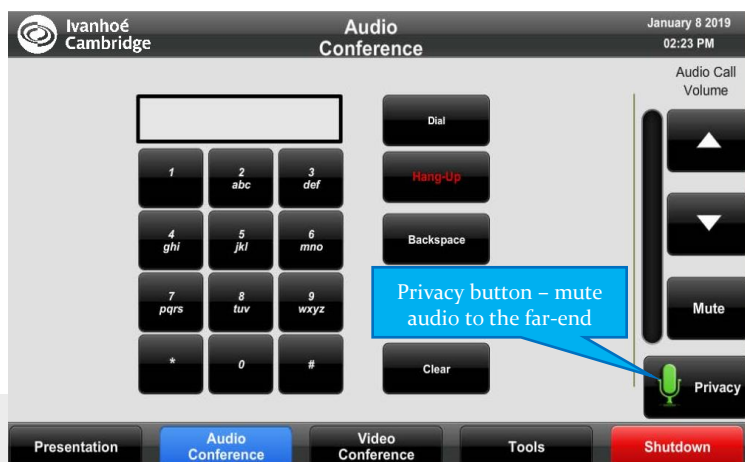 Ivanhoé
Cambridge
Audio
Conference
January 8 2019
02:23 PM
Audio Call
Volume
Dial
1
2
abc
3
def
Hang-Up
4
ghi
5
jkl
6
mno
Backspace
7
pqrs
8
tuv
9
wxyz
Privacy button – mute
audio to the far-end
Mute
*
0
#
Clear
Privacy
Presentation
Audio
Conference
Video
Conference
Tools
Shutdown